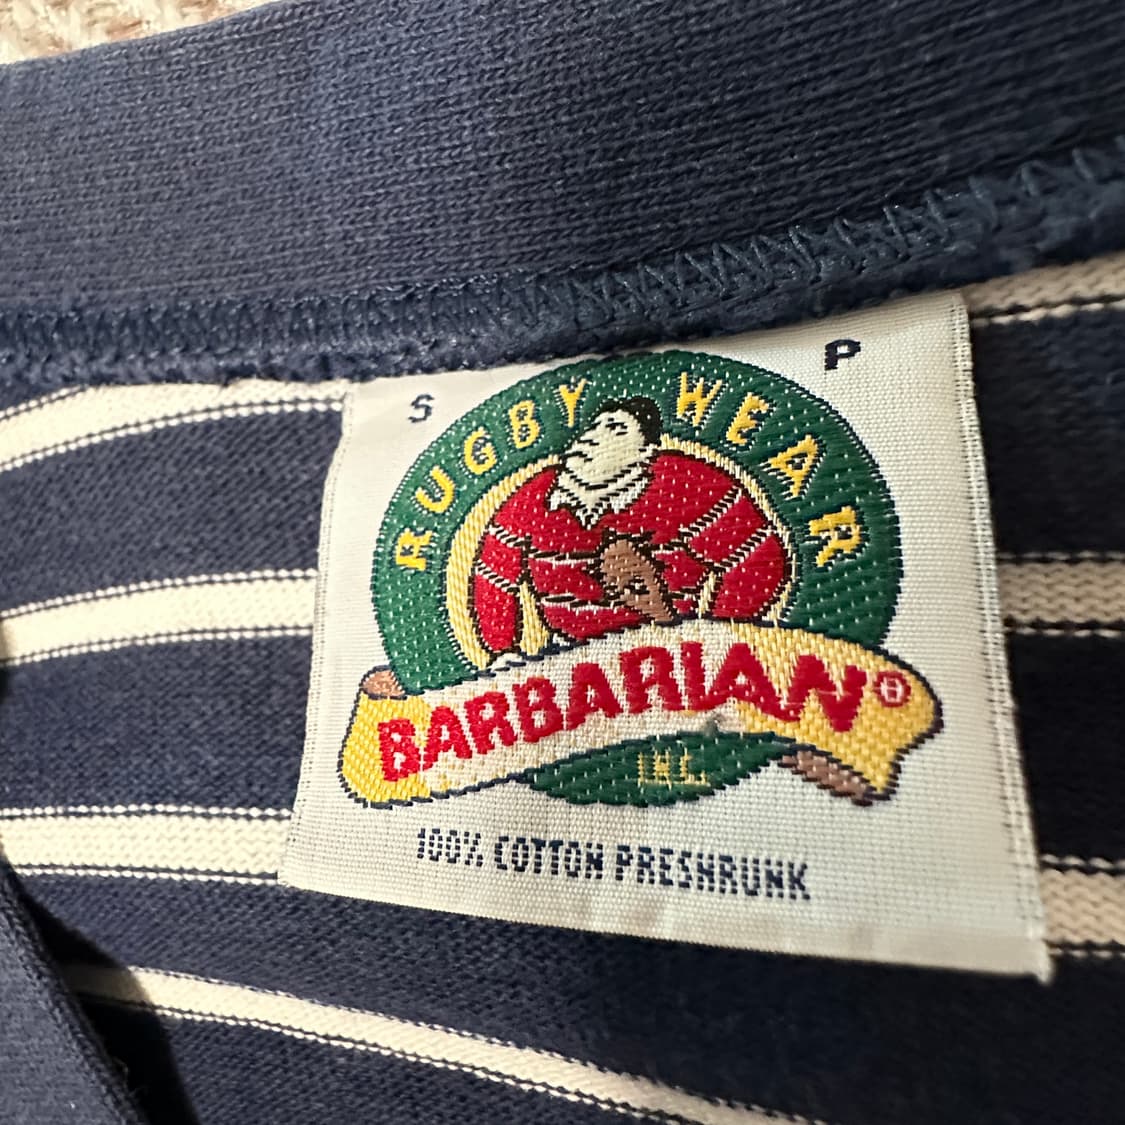 S P
RUGBY WEAR
BARBARIAN®
INC.
100% COTTON PRESHRUNK